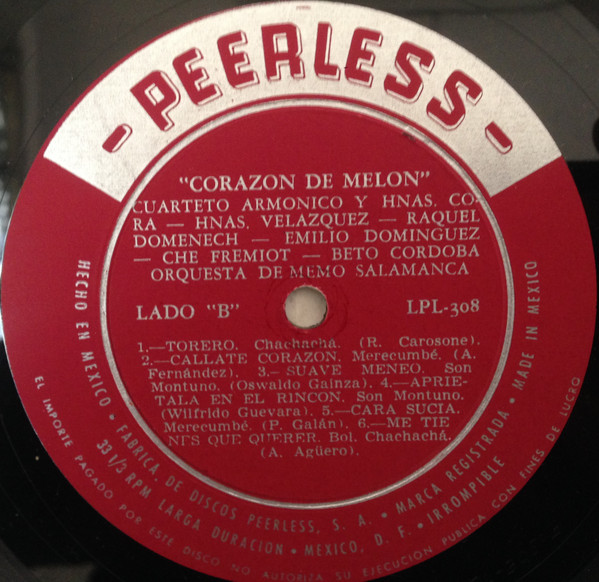 -PEERLESS-
"CORAZON DE MELON"
CUARTETO ARMONICO Y HNAS. CO-
RA — HNAS. VELAZQUEZ — RAQUEL
DOMENECH — EMILIO DOMINGUEZ
— CHE FREMIOT — BETO CORDOBA
ORQUESTA DE MEMO SALAMANCA
LADO "B" LPL-308
1.—TORERO. Chachachá. (R. Carosone).
2.—CALLATE CORAZON. Merecumbé. (A.
Fernández). 3.—SUAVE MENEO. Son
Montuno. (Oswaldo Gainza). 4.—APRIE-
TALA EN EL RINCON. Son Montuno.
(Wilfrido Guevara). 5.—CARA SUCIA.
Merecumbé. (P. Galán). 6.—ME TIE
NES QUE QUERER. Bol. Chachachá.
(A. Agüero).
HECHO EN MEXICO • FABRICA DE DISCOS PEERLESS, S. A. • MARCA REGISTRADA • MADE IN MEXICO
33 1/3 RPM. LARGA DURACION • MEXICO, D. F. • IRROMPIBLE
EL IMPORTE PAGADO POR ESTE DISCO NO AUTORIZA SU EJECUCION PUBLICA CON FINES DE LUCRO